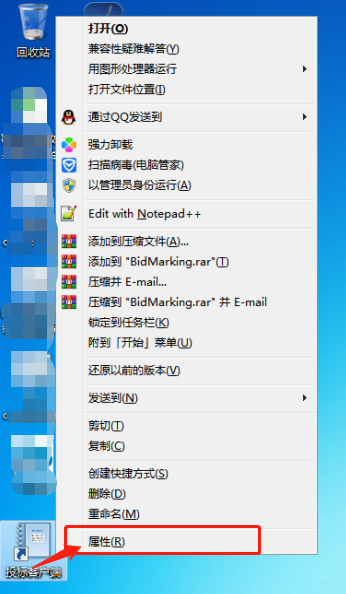 回收站
打开(O)
兼容性疑难解答(Y)
用图形处理器运行
打开文件位置(I)
通过QQ发送到
强力卸载
扫描病毒(电脑管家)
以管理员身份运行(A)
Edit with Notepad++
添加到压缩文件(A)...
添加到 "BidMarking.rar"(T)
压缩并 E-mail...
压缩到 "BidMarking.rar" 并 E-mail
锁定到任务栏(K)
附到「开始」菜单(U)
还原以前的版本(V)
发送到(N)
剪切(T)
复制(C)
创建快捷方式(S)
删除(D)
重命名(M)
属性(R)
投标客户端